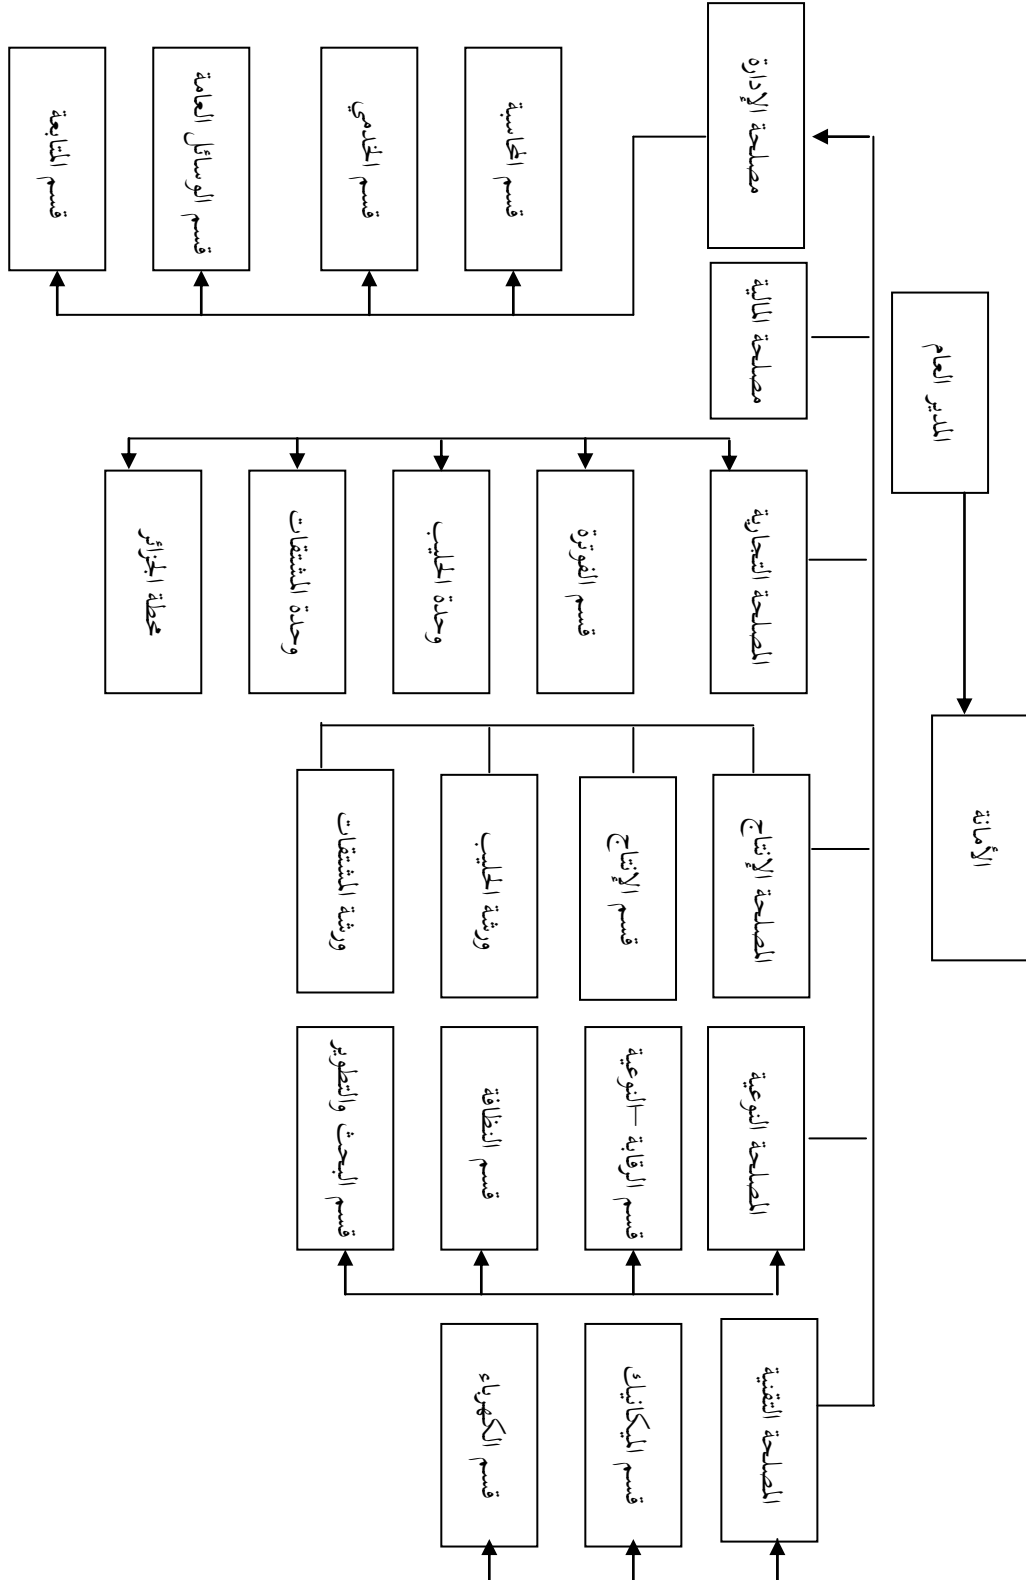 المدير العام
الأمانة
مصلحة الإدارة
مصلحة المالية
المصلحة التجارية
المصلحة الإنتاج
المصلحة النوعية
المصلحة التقنية
قسم المحاسبة
قسم الخدمي
قسم الوسائل العامة
قسم المتابعة
قسم الفوترة
وحدة الحليب
وحدة المشتقات
محطة الجزائر
قسم الإنتاج
ورشة الحليب
ورشة المشتقات
قسم الرقابة –النوعية
قسم النظافة
قسم البحث والتطوير
قسم الميكانيك
قسم الكهرباء